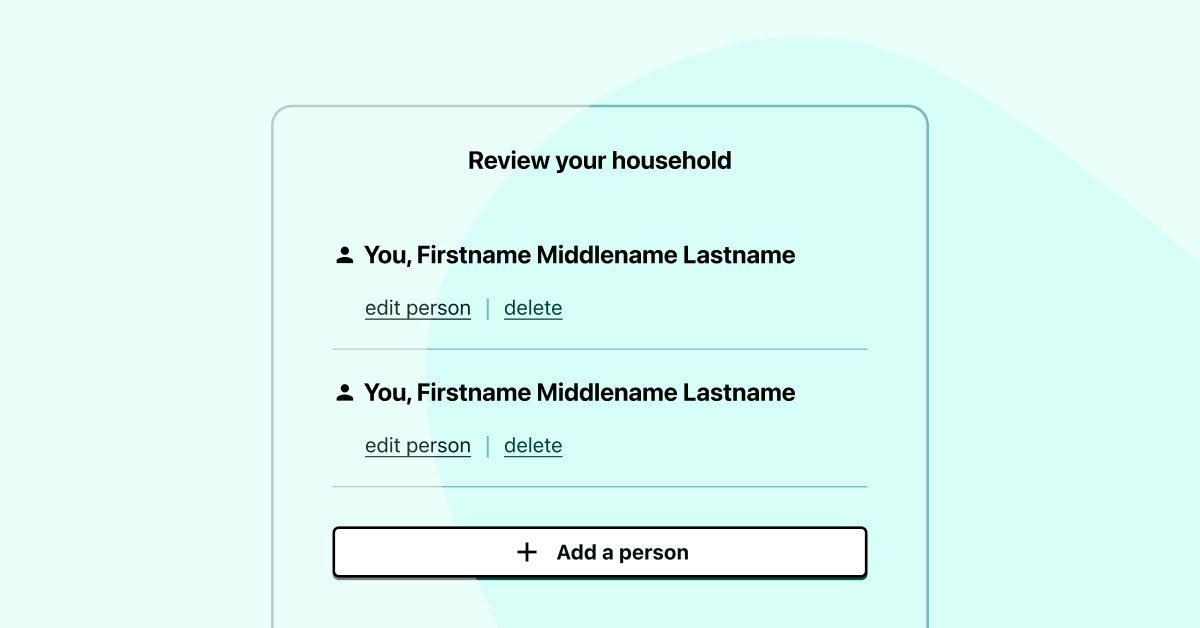 Review your household
You, Firstname Middlename Lastname
edit person | delete
You, Firstname Middlename Lastname
edit person | delete
+ Add a person